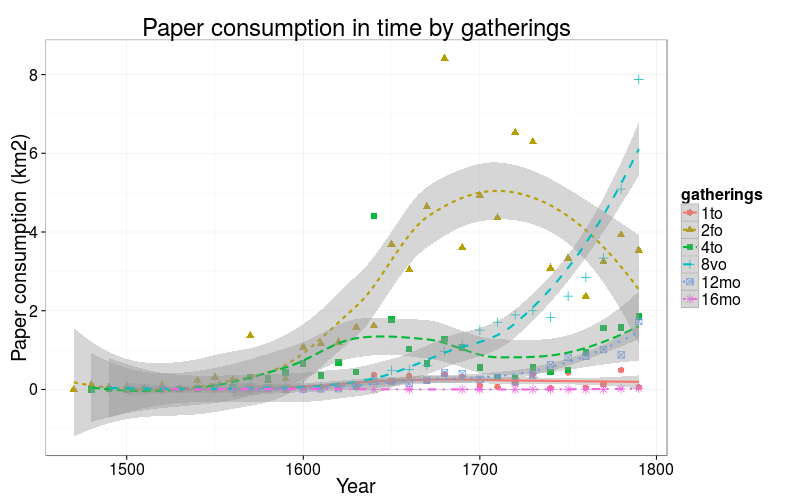 Paper consumption in time by gatherings
Paper consumption (km2)
8
6
4
2
0
1500
1600
1700
1800
Year
gatherings
1to
2fo
4to
8vo
12mo
16mo